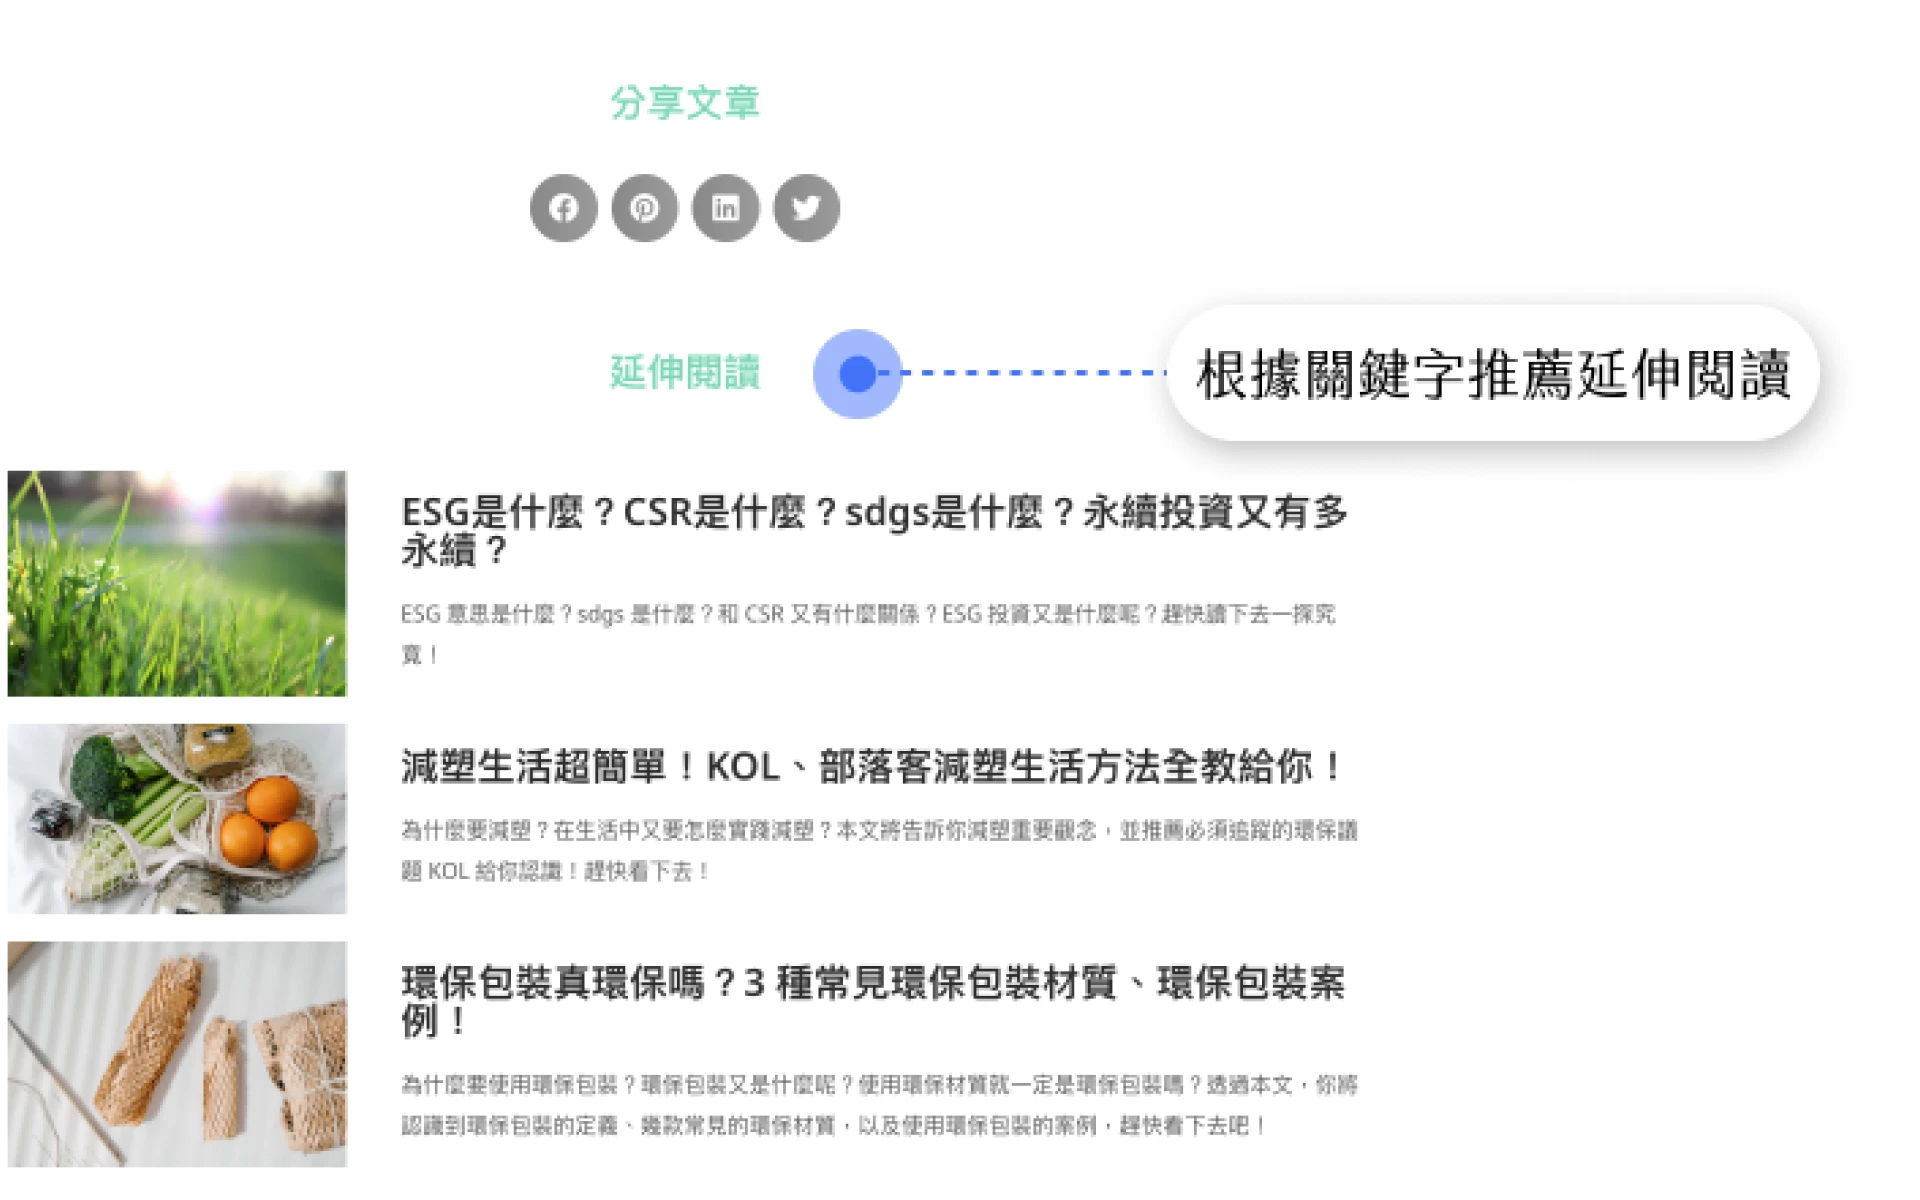 分享文章
延伸閱讀
根據關鍵字推薦延伸閱讀
ESG是什麼？CSR是什麼？sdgs是什麼？永續投資又有多
永續？
ESG 意思是什麼？sdgs 是什麼？和 CSR 又有什麼關係？ESG 投資又是什麼呢？趕快讀下去一探究
竟！
減塑生活超簡單！KOL、部落客減塑生活方法全教給你！
為什麼要減塑？在生活中又要怎麼實踐減塑？本文將告訴你減塑重要觀念，並推薦必須追蹤的環保議
題 KOL 給你認識！趕快看下去！
環保包裝真環保嗎？3 種常見環保包裝材質、環保包裝案
例！
為什麼要使用環保包裝？環保包裝又是什麼呢？使用環保材質就一定是環保包裝嗎？透過本文，你將
認識到環保包裝的定義、幾款常見的環保材質，以及使用環保包裝的案例，趕快看下去吧！